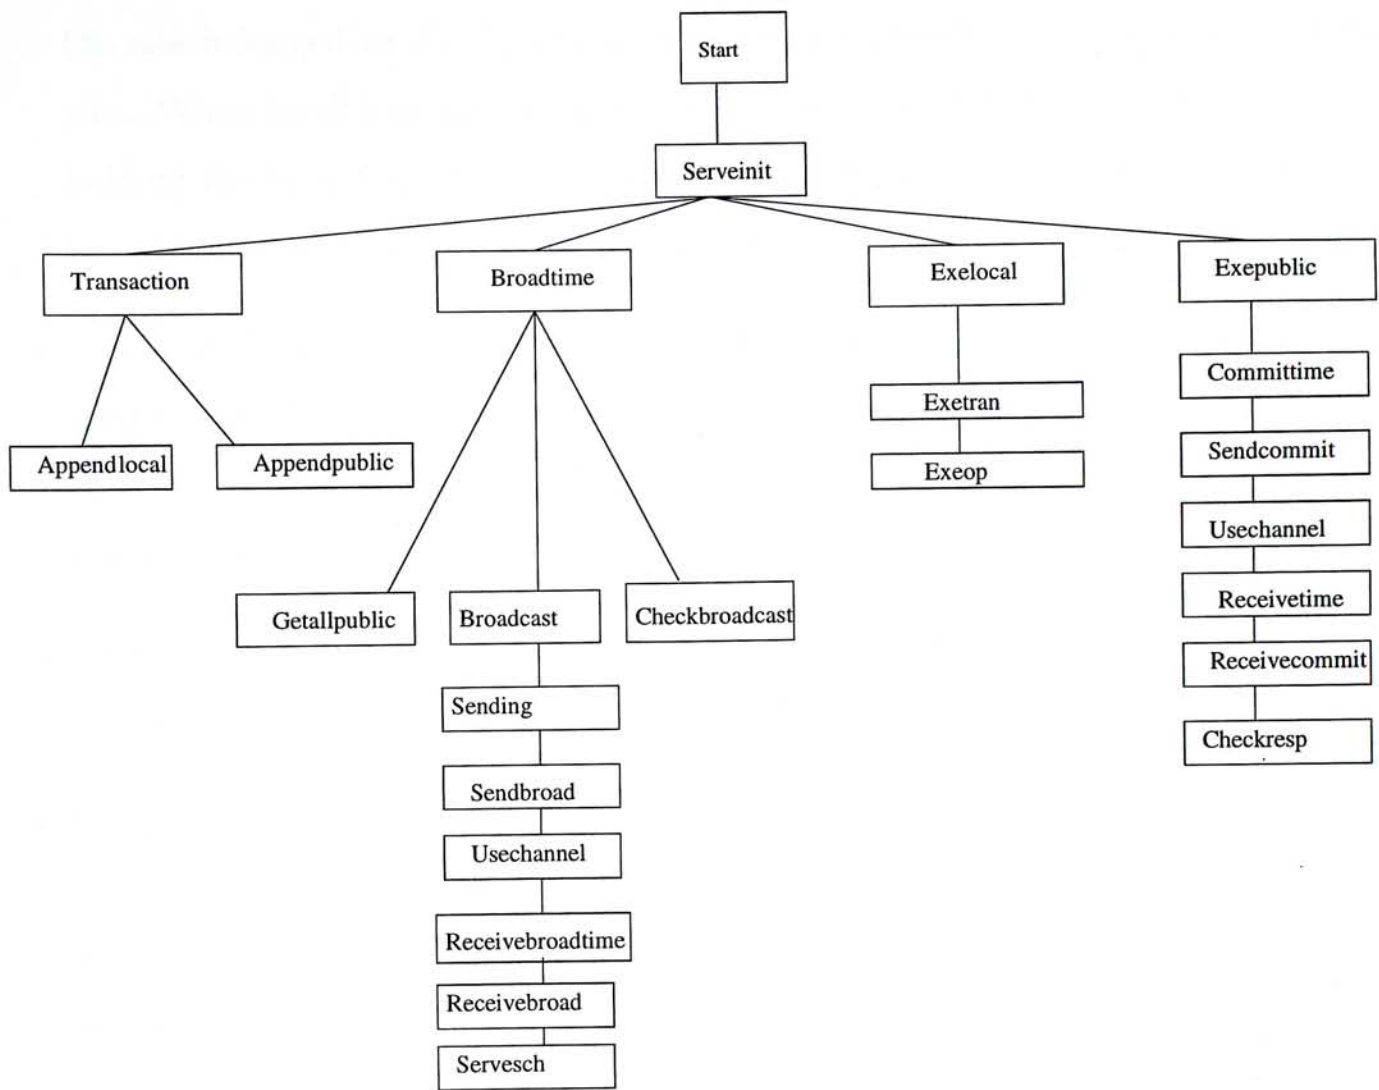 Start
Serveinit
Transaction
Broadtime
Exelocal
Exepublic
Appendlocal
Appendpublic
Getallpublic
Broadcast
Checkbroadcast
Sending
Sendbroad
Usechannel
Receivebroadtime
Receivebroad
Servesch
Exetran
Exeop
Committime
Sendcommit
Usechannel
Receivetime
Receivecommit
Checkresp